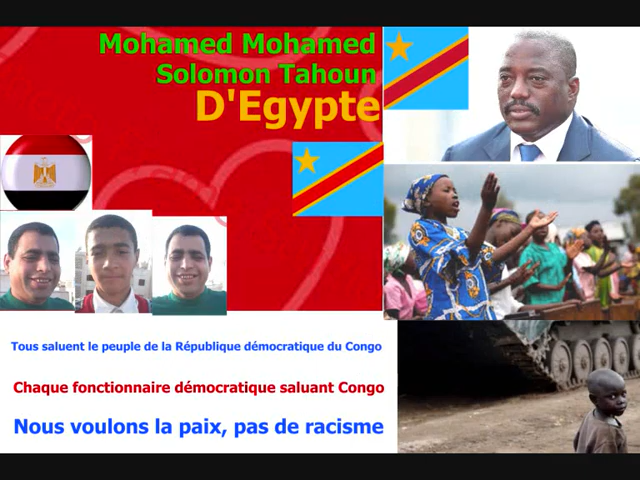 Mohamed Mohamed
Solomon Tahoun
D'Egypte
Tous saluent le peuple de la République démocratique du Congo
Chaque fonctionnaire démocratique saluant Congo
Nous voulons la paix, pas de racisme